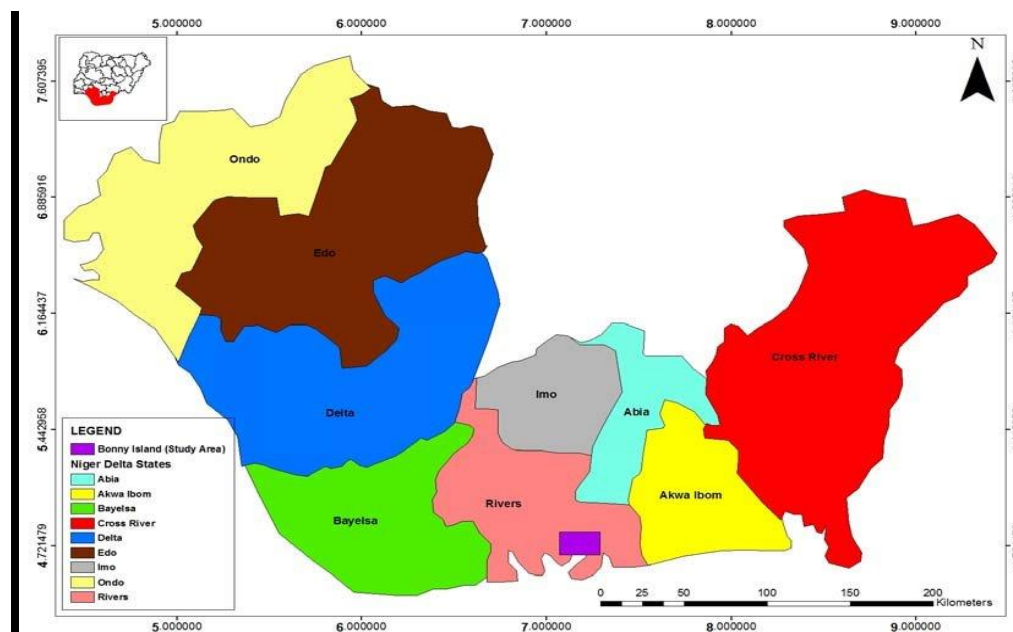 5.000000 6.000000 7.000000 8.000000 9.000000
N
7.607395
6.885916
6.164437
5.442958
4.721479
Ondo
Edo
Cross River
Delta
Imo
Abia
Akwa Ibom
Rivers
Bayelsa
LEGEND
Bonny Island (Study Area)
Niger Delta States
Abia
Akwa Ibom
Bayelsa
Cross River
Delta
Edo
Imo
Ondo
Rivers
0 25 50 100 150 200
Kilometers
5.000000 6.000000 7.000000 8.000000 9.000000